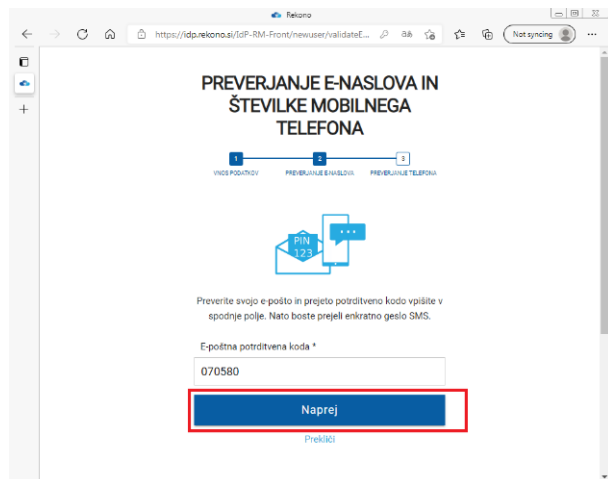 Rekono
https://idp.rekono.si/IdP-RM-Front/newuser/validateE...
Not syncing
PREVERJANJE E-NASLOVA IN
ŠTEVILKE MOBILNEGA
TELEFONA
1 2 3
VNOS PODATKOV PREVERJANJE E-NASLOVA PREVERJANJE TELEFONA
PIN
123
Preverite svojo e-pošto in prejeto potrditveno kodo vpišite v
spodnje polje. Nato boste prejeli enkratno geslo SMS.
E-poštna potrditvena koda *
070580
Naprej
Prekliči